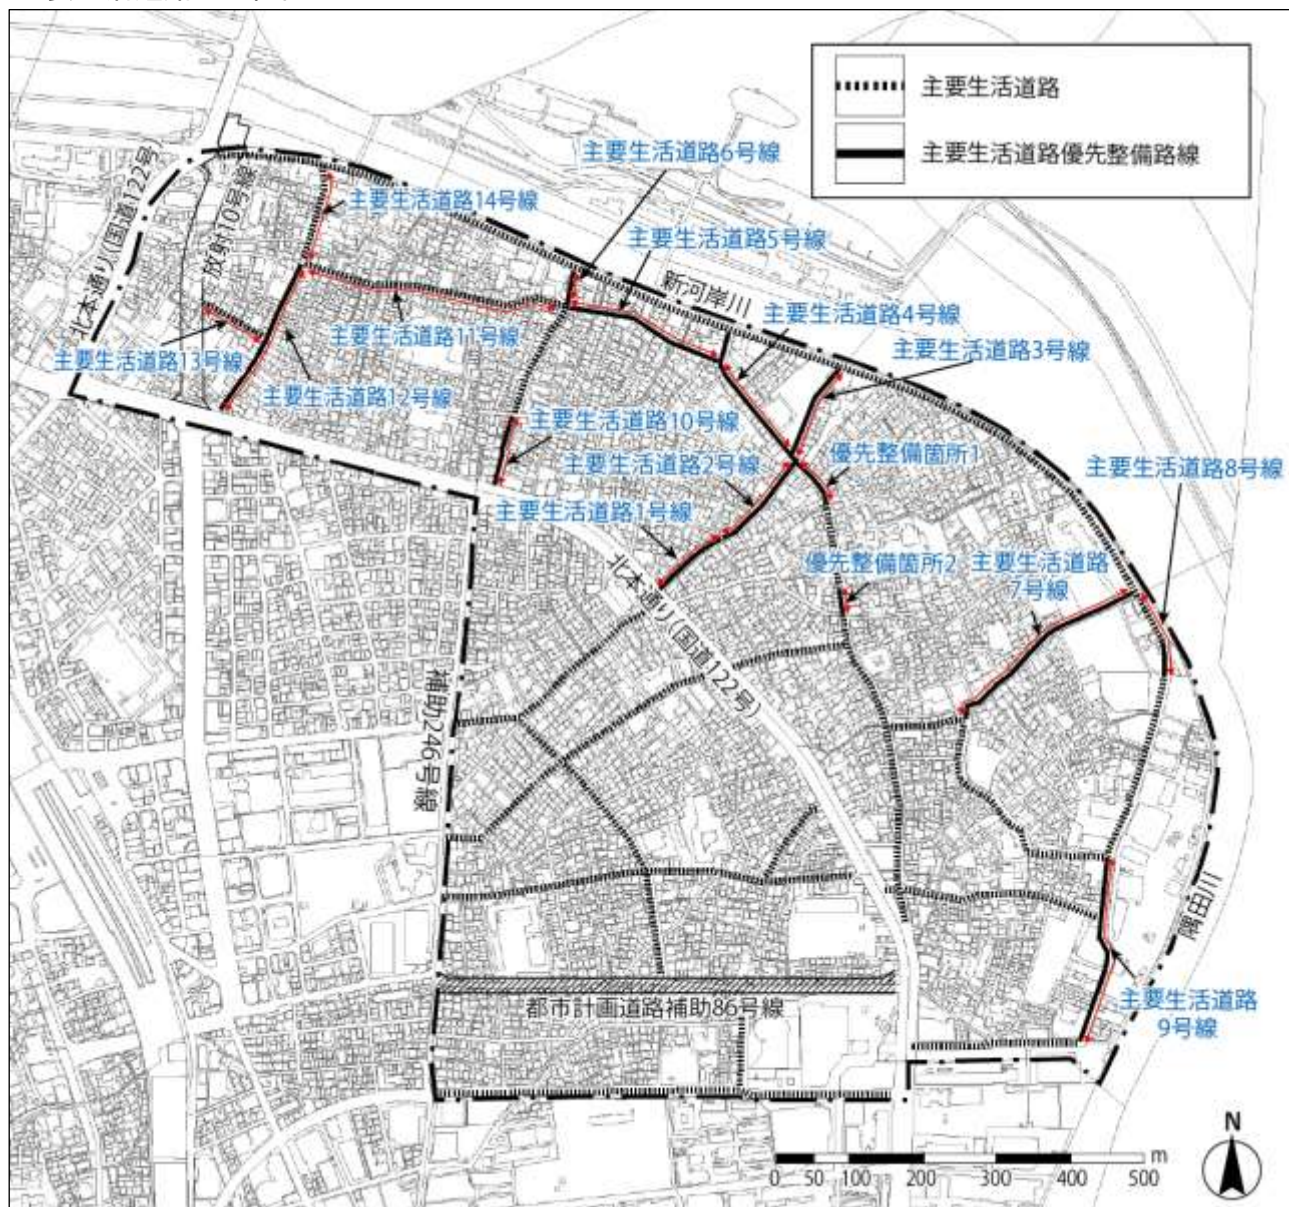 主要生活道路
主要生活道路優先整備路線
主要生活道路6号線
主要生活道路14号線
主要生活道路5号線
北本通り(国道122号)
放射10号線
新河岸川
主要生活道路4号線
主要生活道路3号線
主要生活道路11号線
主要生活道路13号線
主要生活道路12号線
主要生活道路10号線
優先整備箇所1
主要生活道路2号線
主要生活道路8号線
主要生活道路1号線
優先整備箇所2
主要生活道路
7号線
北本通り(国道122号)
補助246号線
隅田川
都市計画道路補助86号線
主要生活道路
9号線
N
m
0 50 100 200 300 400 500